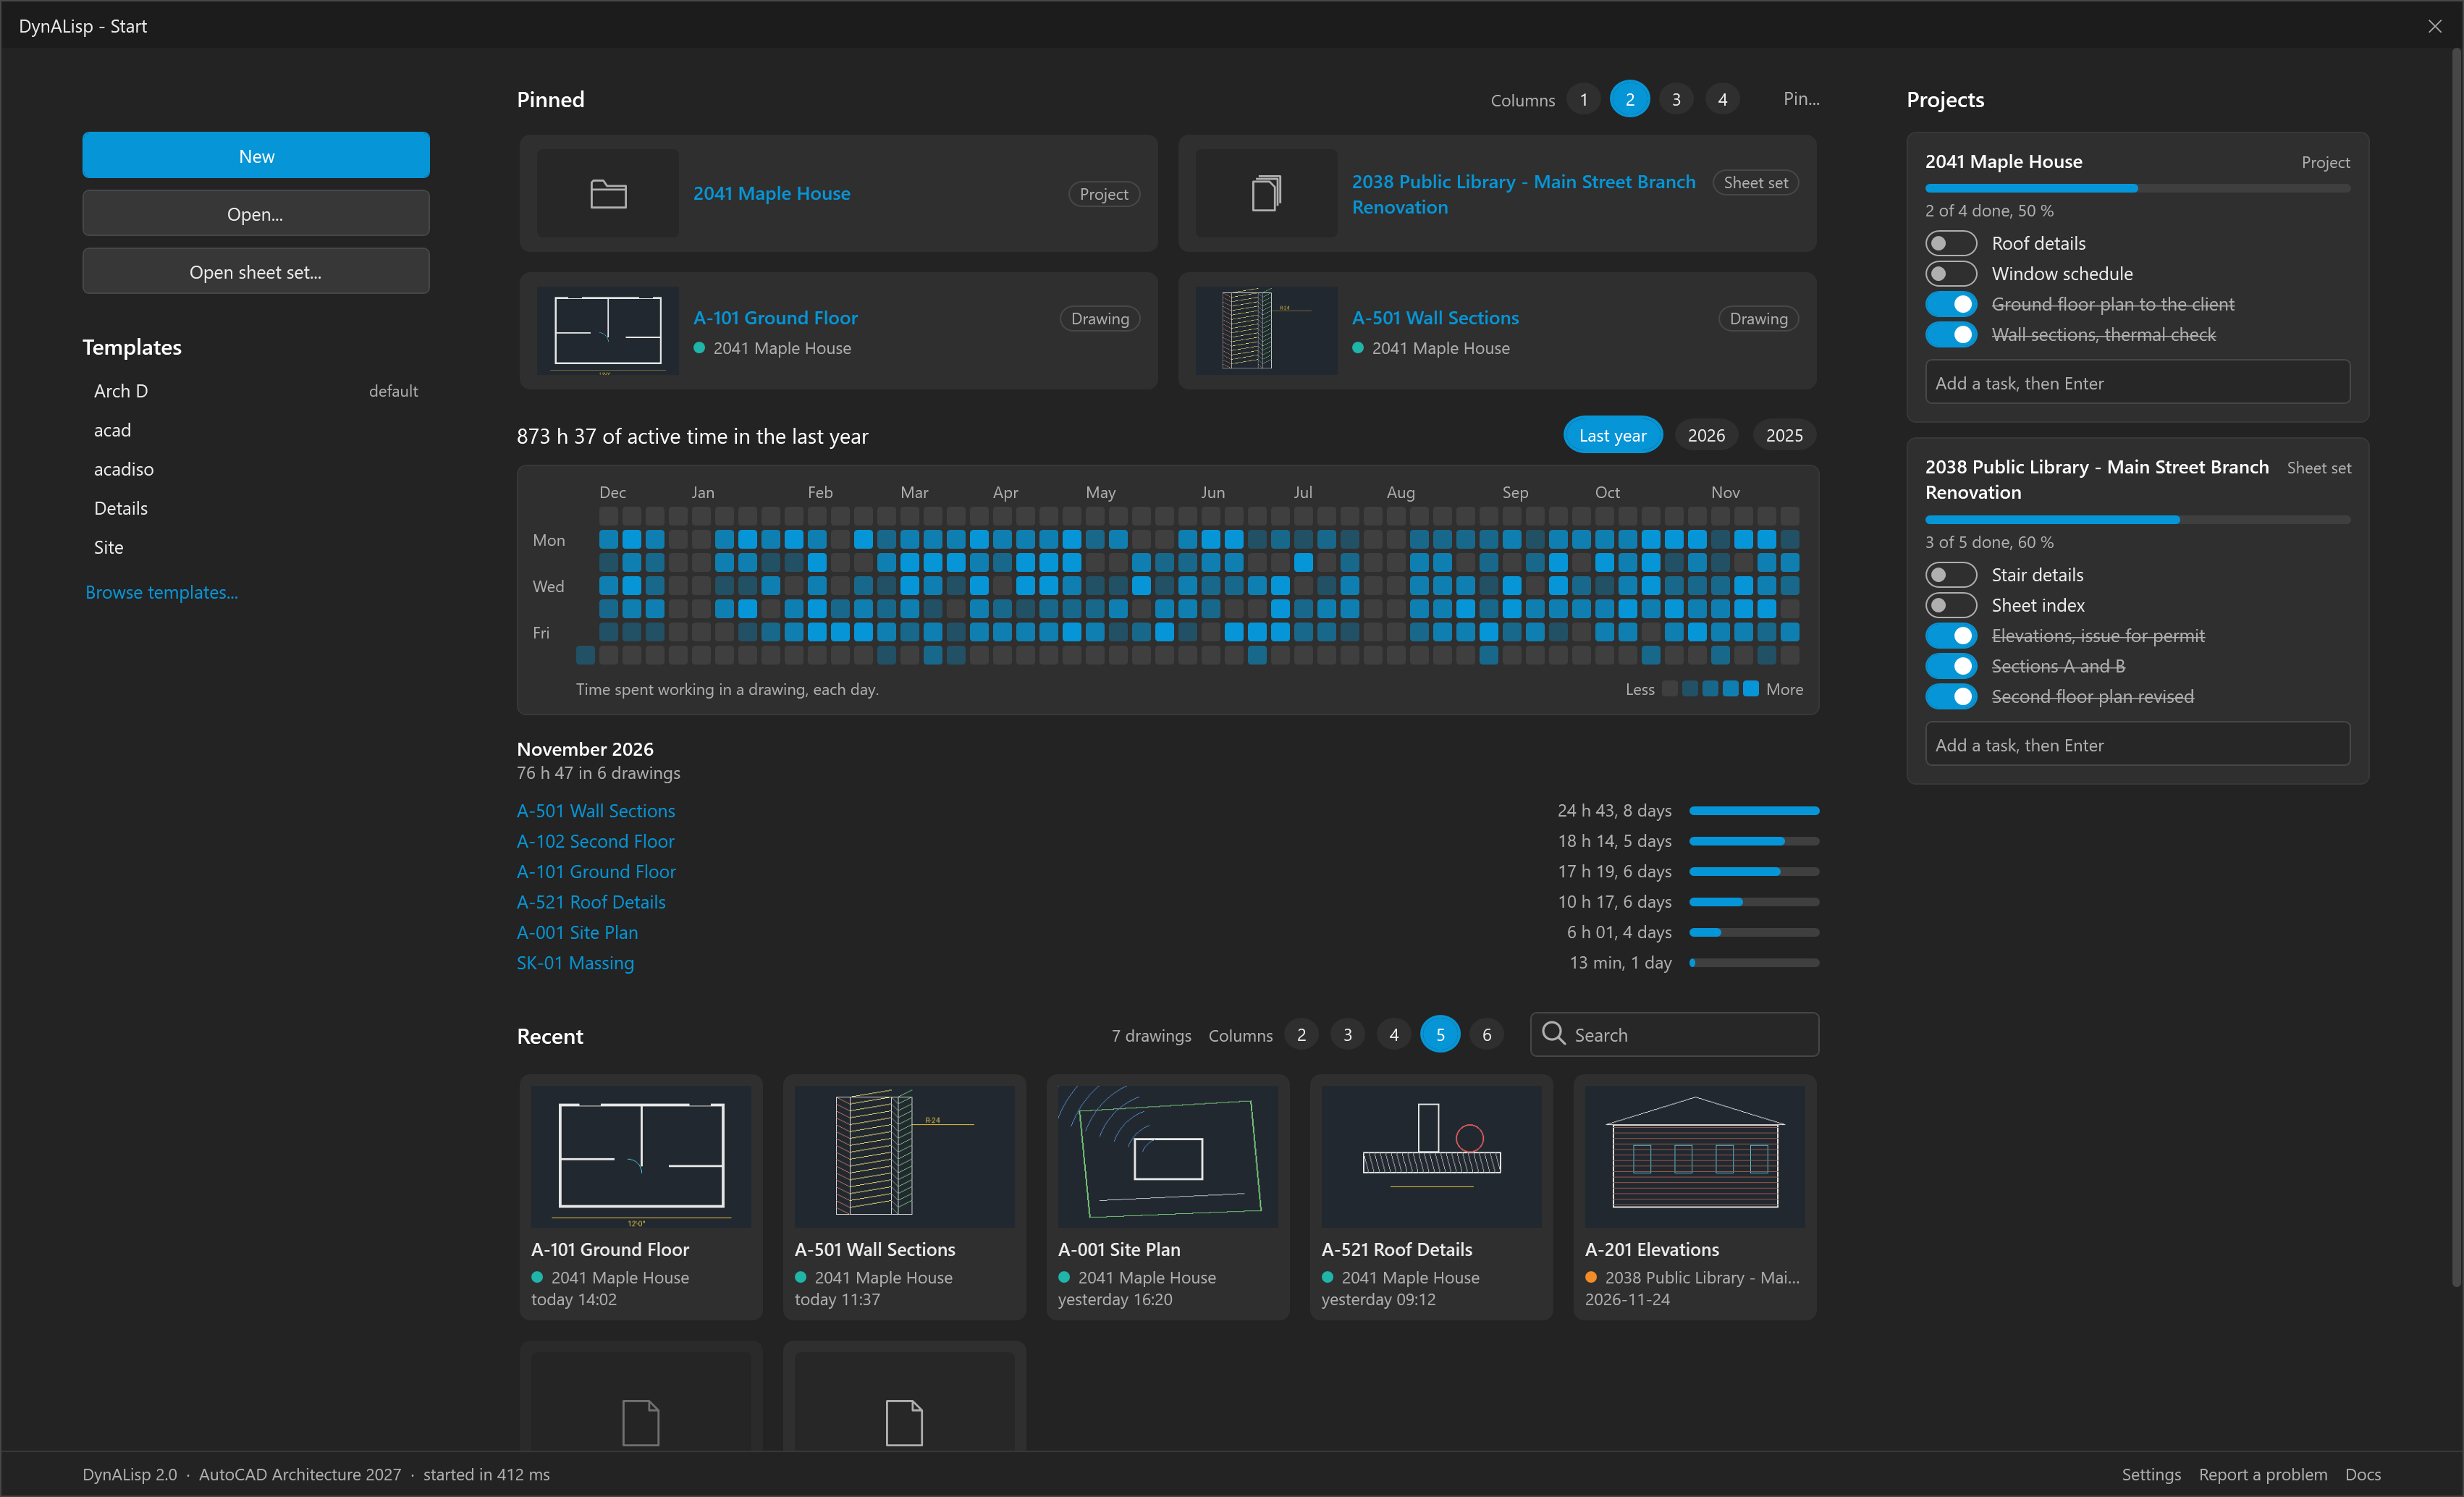 DynALisp - Start
New
Open...
Open sheet set...
Templates
Arch D default
acad
acadiso
Details
Site
Browse templates...
Pinned Columns 1 2 3 4 Pin...
2041 Maple House Project
2038 Public Library - Main Street Branch Sheet set
Renovation
A-101 Ground Floor Drawing
2041 Maple House
A-501 Wall Sections Drawing
R-24
2041 Maple House
873 h 37 of active time in the last year Last year 2026 2025
Dec Jan Feb Mar Apr May Jun Jul Aug Sep Oct Nov
Mon
Wed
Fri
Time spent working in a drawing, each day. Less More
November 2026
76 h 47 in 6 drawings
A-501 Wall Sections 24 h 43, 8 days
A-102 Second Floor 18 h 14, 5 days
A-101 Ground Floor 17 h 19, 6 days
A-521 Roof Details 10 h 17, 6 days
A-001 Site Plan 6 h 01, 4 days
SK-01 Massing 13 min, 1 day
Recent 7 drawings Columns 2 3 4 5 6 Search
12'-0"
A-101 Ground Floor
2041 Maple House
today 14:02
R-24
A-501 Wall Sections
2041 Maple House
today 11:37
A-001 Site Plan
2041 Maple House
yesterday 16:20
A-521 Roof Details
2041 Maple House
yesterday 09:12
A-201 Elevations
2038 Public Library - Mai...
2026-11-24
Projects
2041 Maple House Project
2 of 4 done, 50 %
Roof details
Window schedule
Ground floor plan to the client
Wall sections, thermal check
Add a task, then Enter
2038 Public Library - Main Street Branch Sheet set
Renovation
3 of 5 done, 60 %
Stair details
Sheet index
Elevations, issue for permit
Sections A and B
Second floor plan revised
Add a task, then Enter
DynALisp 2.0 · AutoCAD Architecture 2027 · started in 412 ms Settings Report a problem Docs